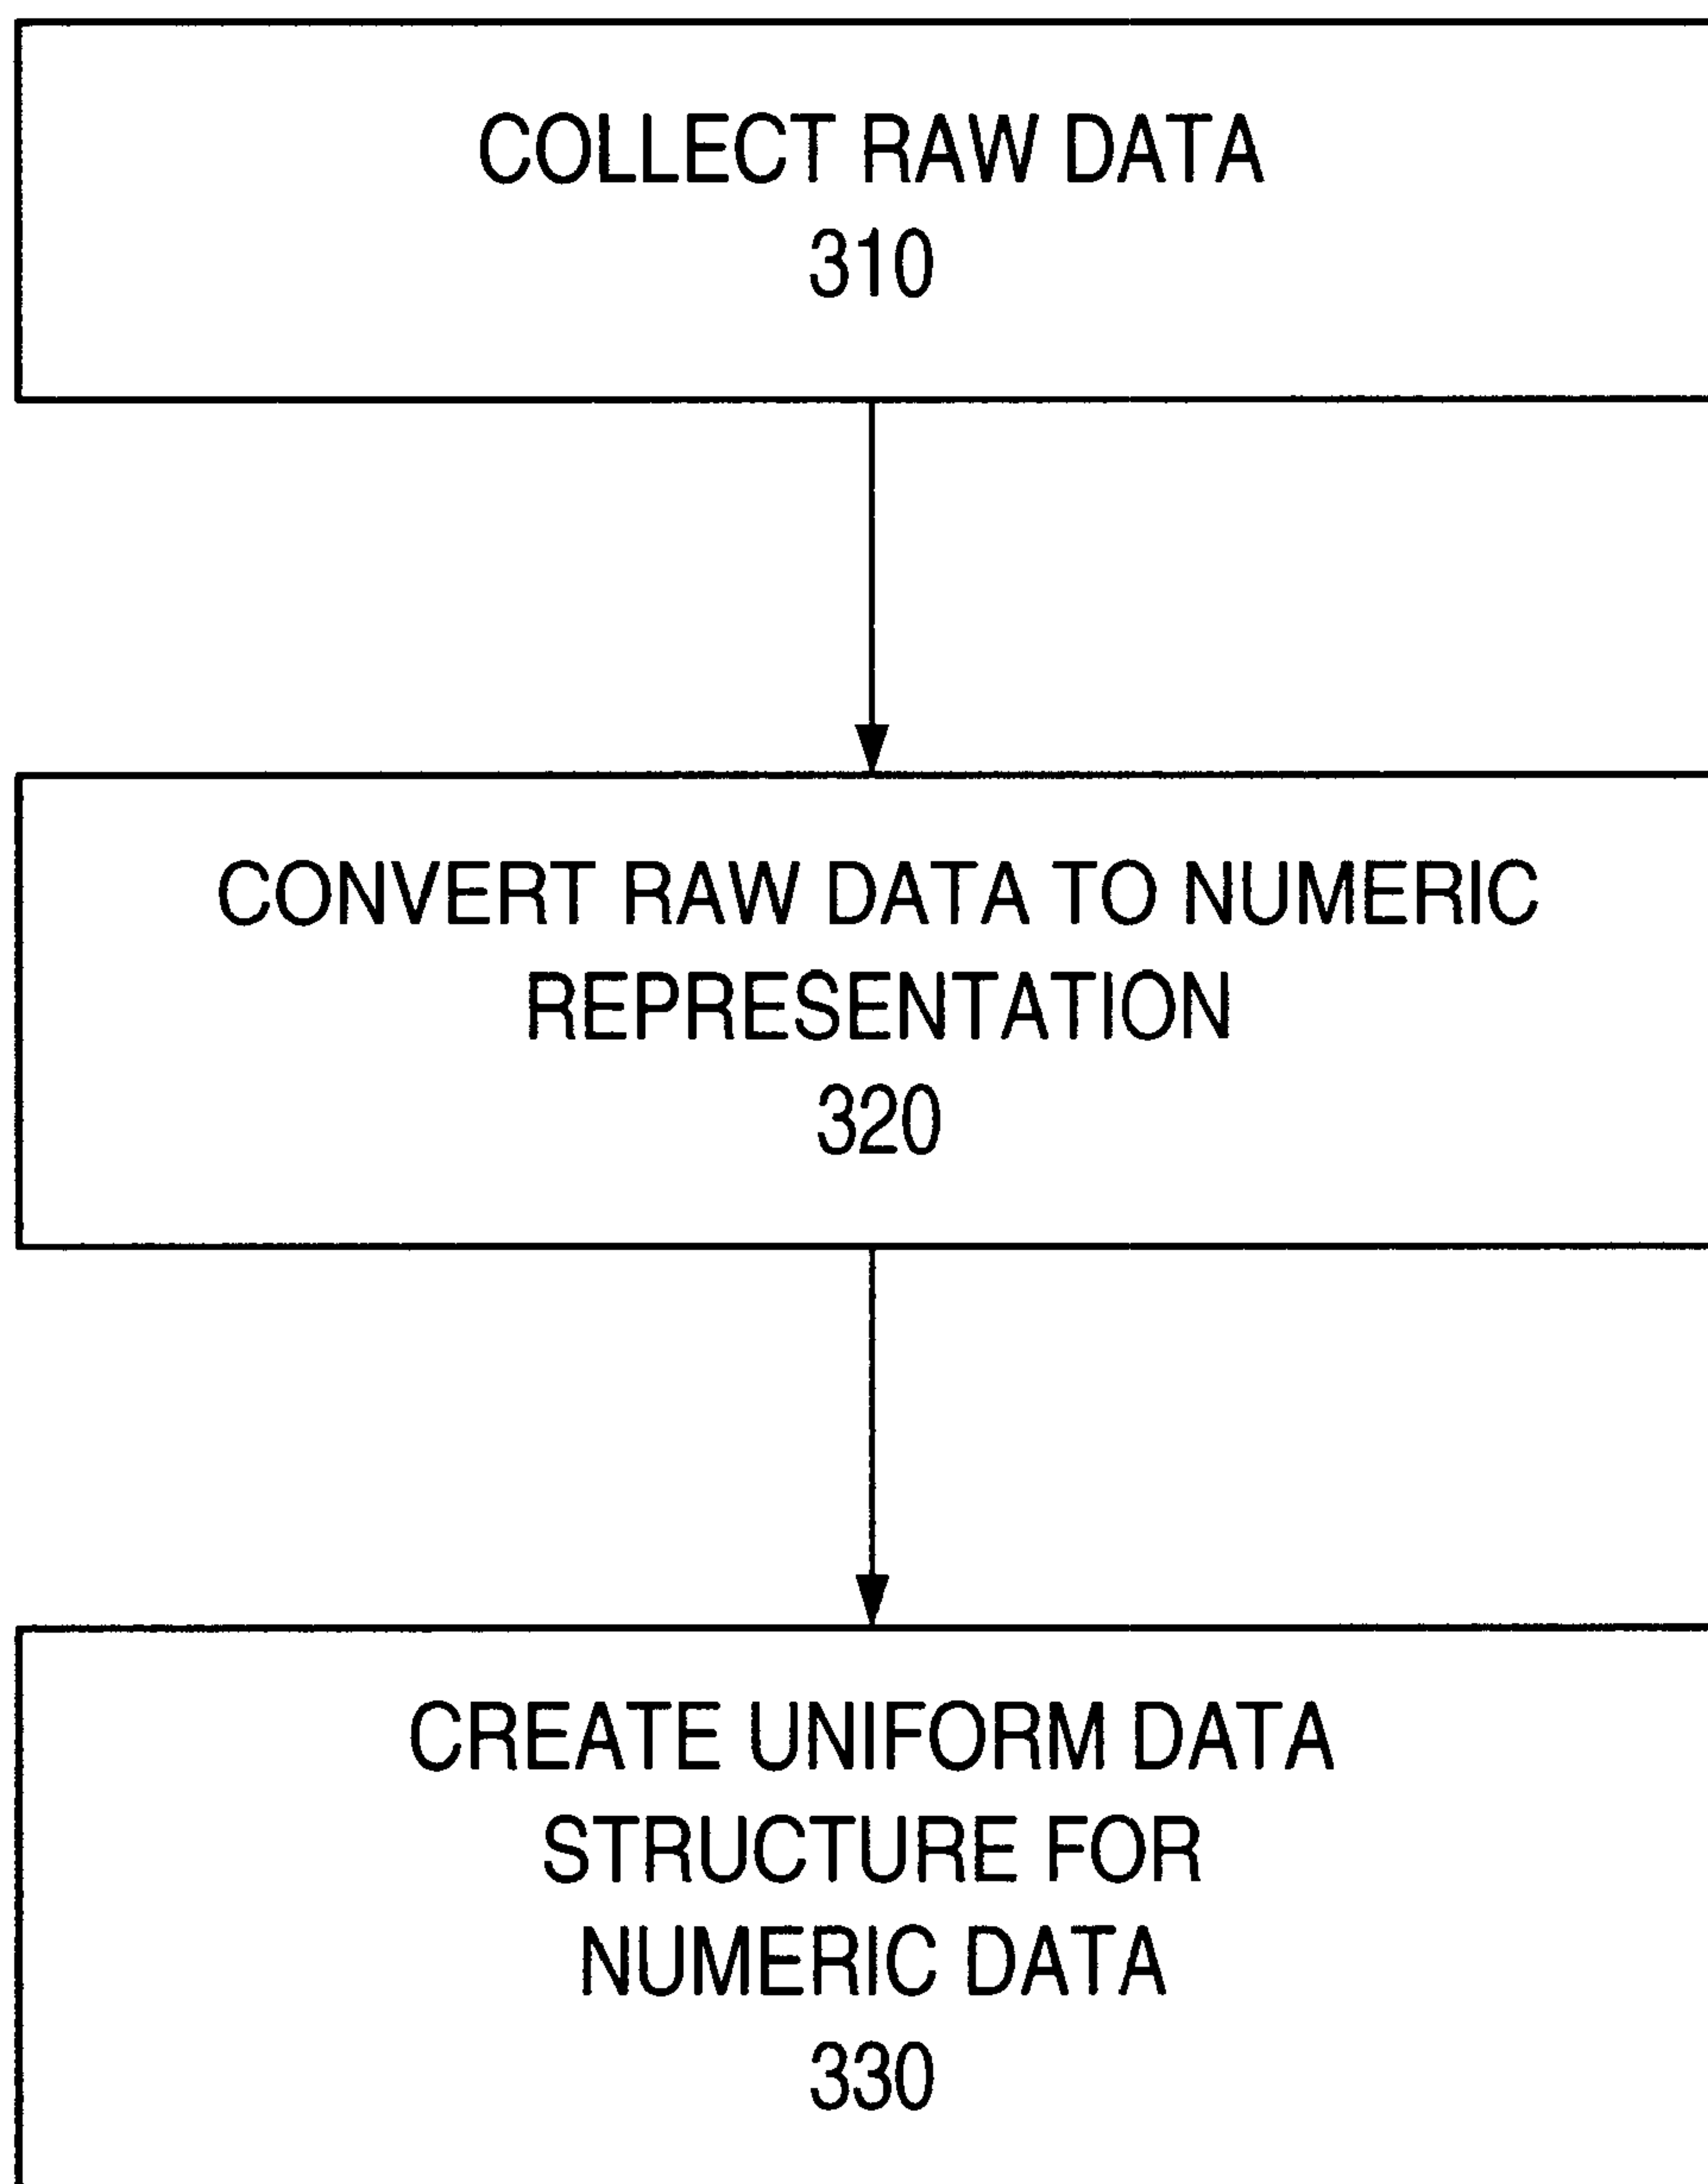 COLLECT RAW DATA
310
CONVERT RAW DATA TO NUMERIC
REPRESENTATION
320
CREATE UNIFORM DATA
STRUCTURE FOR
NUMERIC DATA
330